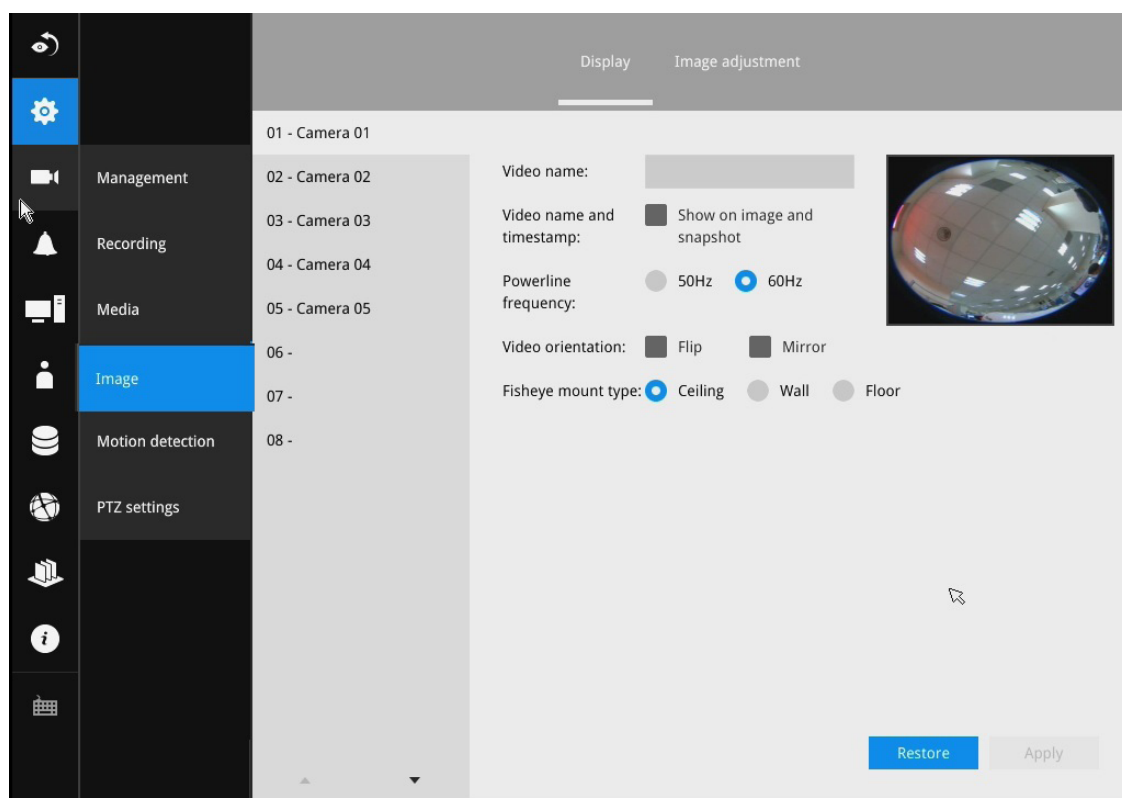 Display Image adjustment
01 - Camera 01
Management
Recording
Media
Image
Motion detection
PTZ settings
02 - Camera 02
03 - Camera 03
04 - Camera 04
05 - Camera 05
06 -
07 -
08 -
Video name:
Video name and
timestamp:
Show on image and
snapshot
Powerline
frequency:
50Hz 60Hz
Video orientation: Flip Mirror
Fisheye mount type: Ceiling Wall Floor
Restore Apply